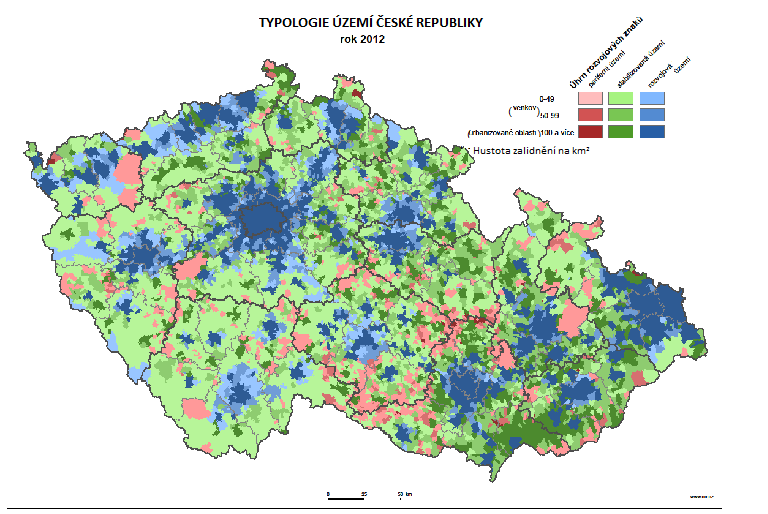 TYPOLOGIE ÚZEMÍ ČESKÉ REPUBLIKY
rok 2012
Úhrn rozvojových znaků
periferní území
stabilizovaná území
rozvojová území
0-49
(venkov)
50-99
(urbanizované oblasti) 100 a více
Hustota zalidnění na km²
0 25 50 km